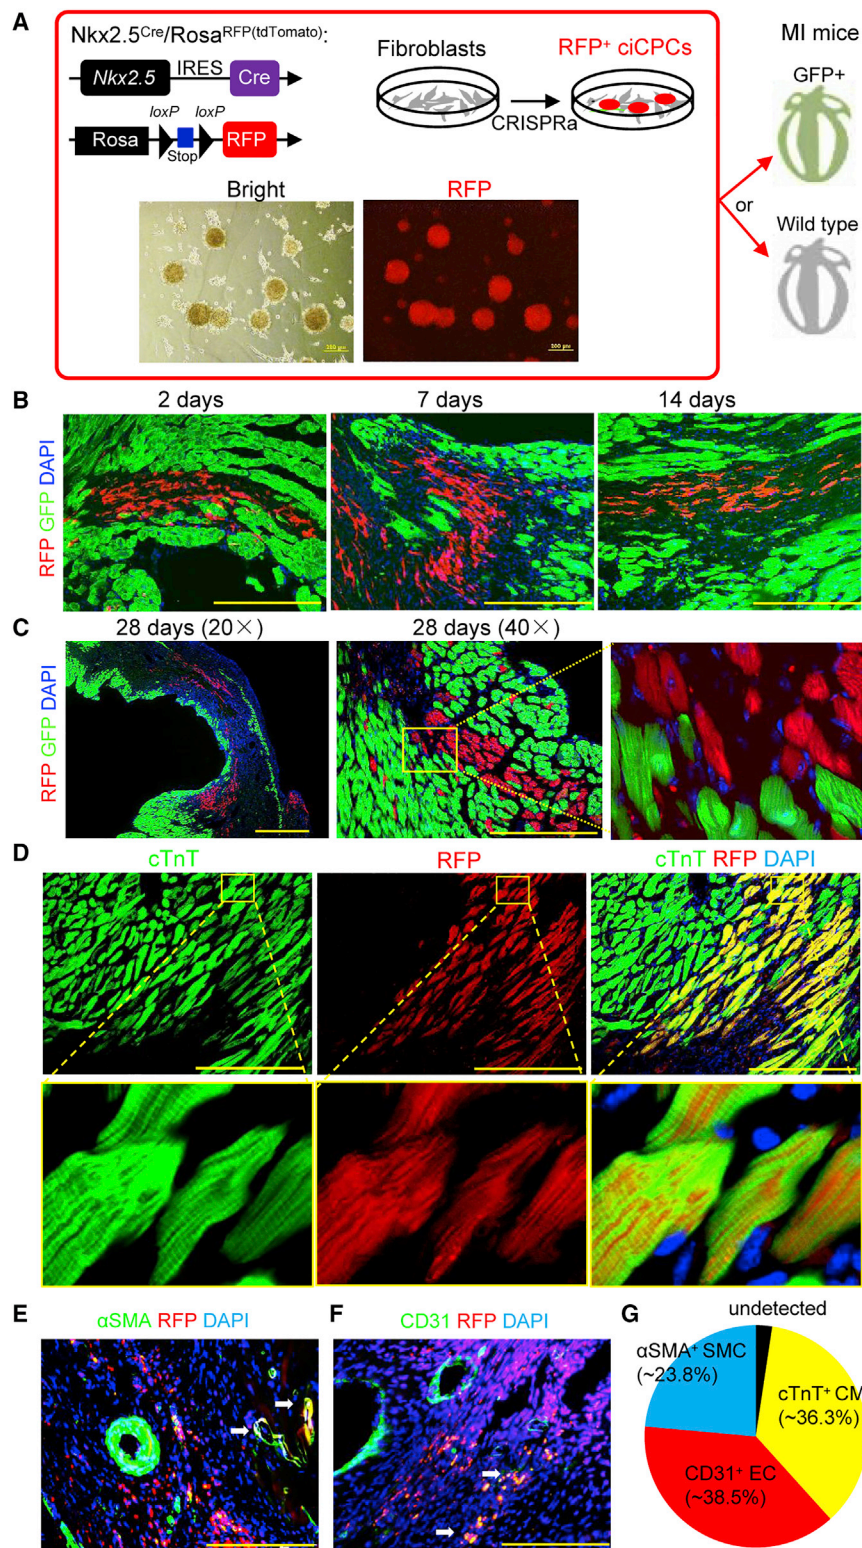 A
Nkx2.5Cre/RosaRFP(tdTomato):
Nkx2.5
IRES
Cre
loxP
loxP
Rosa
Stop
RFP
Fibroblasts
RFP⁺ ciCPCs
CRISPRa
MI mice
GFP+
or
Wild type
Bright
RFP
B
2 days
7 days
14 days
RFP GFP DAPI
C
28 days (20×)
28 days (40×)
RFP GFP DAPI
D
cTnT
RFP
cTnT RFP DAPI
E
αSMA RFP DAPI
F
CD31 RFP DAPI
G
undetected
αSMA⁺ SMC
(~23.8%)
cTnT⁺ CM
(~36.3%)
CD31⁺ EC
(~38.5%)